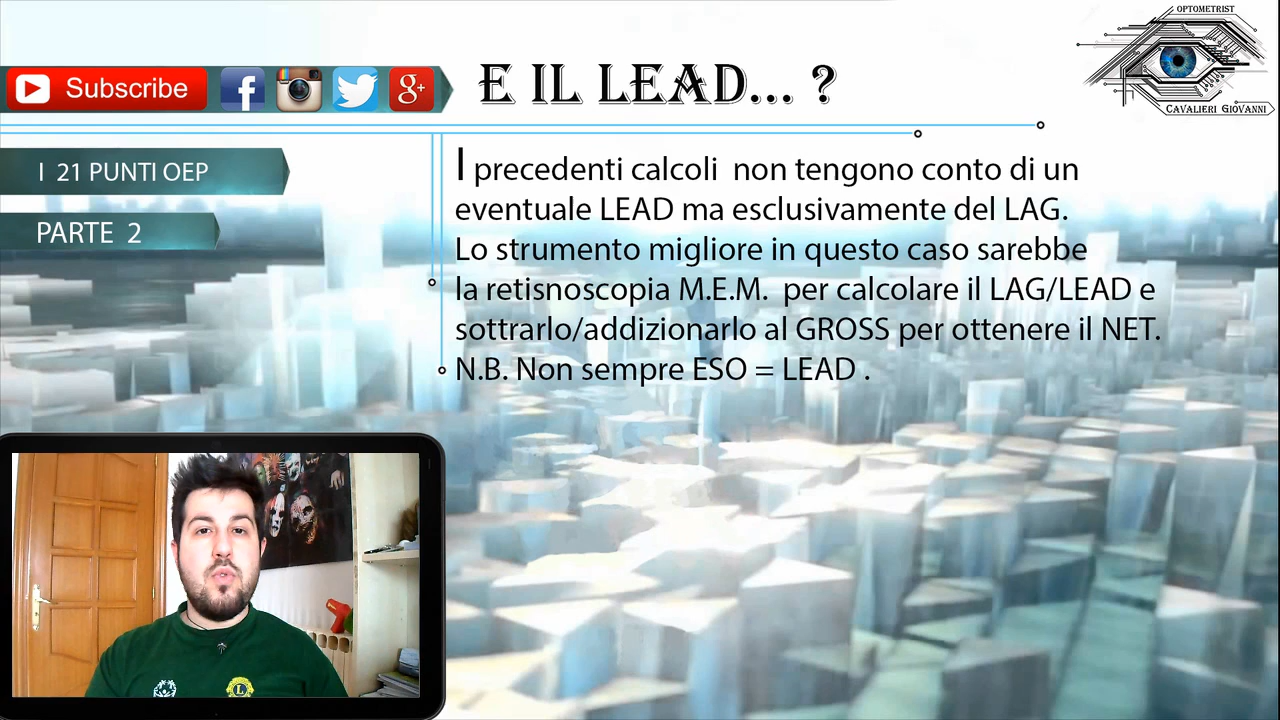 OPTOMETRIST
CAVALIERI GIOVANNI
Subscribe
f
g+
E IL LEAD... ?
I 21 PUNTI OEP
PARTE 2
I precedenti calcoli non tengono conto di un
eventuale LEAD ma esclusivamente del LAG.
Lo strumento migliore in questo caso sarebbe
la retisnoscopia M.E.M. per calcolare il LAG/LEAD e
sottrarlo/addizionarlo al GROSS per ottenere il NET.
N.B. Non sempre ESO = LEAD .
L